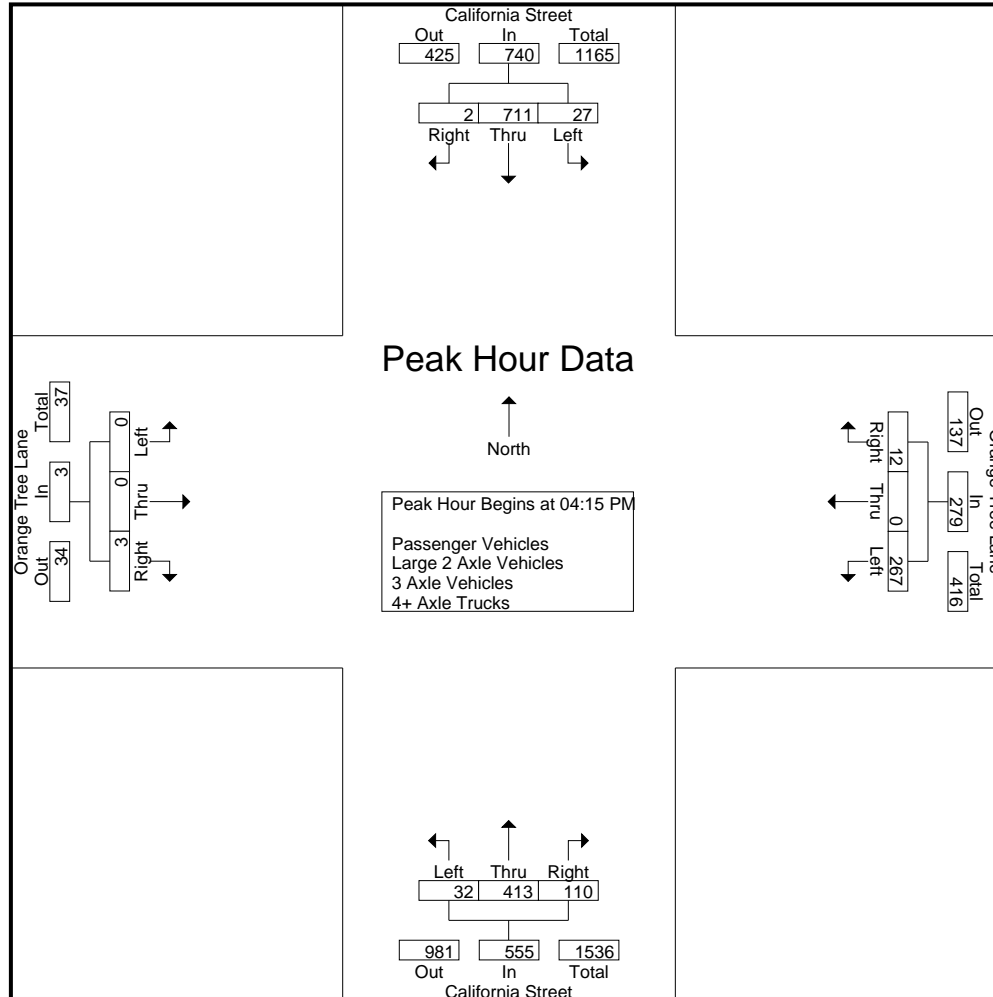 California Street
Out In Total
425 740 1165
2 711 27
Right Thru Left
Peak Hour Data
North
Peak Hour Begins at 04:15 PM
Passenger Vehicles
Large 2 Axle Vehicles
3 Axle Vehicles
4+ Axle Trucks
Orange Tree Lane
Out In Total
34 3 37
0 0 3
Left Thru Right
Out In Total
137 279 416
12 0 267
Right Thru Left
Orange Tree Lane
Left Thru Right
32 413 110
981 555 1536
Out In Total
California Street